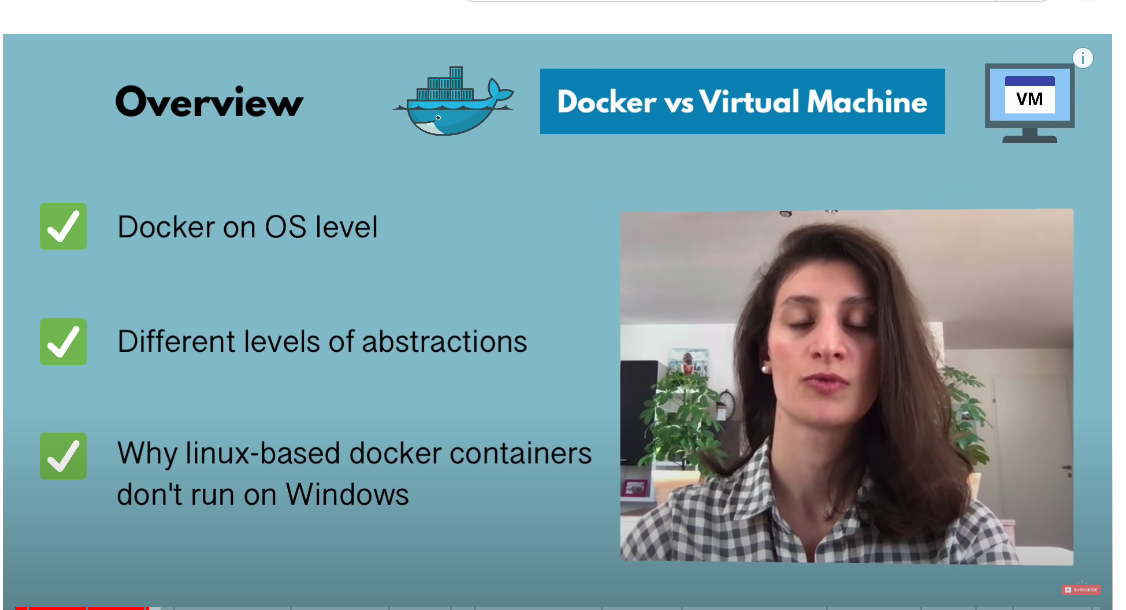 Overview
Docker vs Virtual Machine
VM
i
Docker on OS level
Different levels of abstractions
Why linux-based docker containers
don't run on Windows
SUBSCRIBE